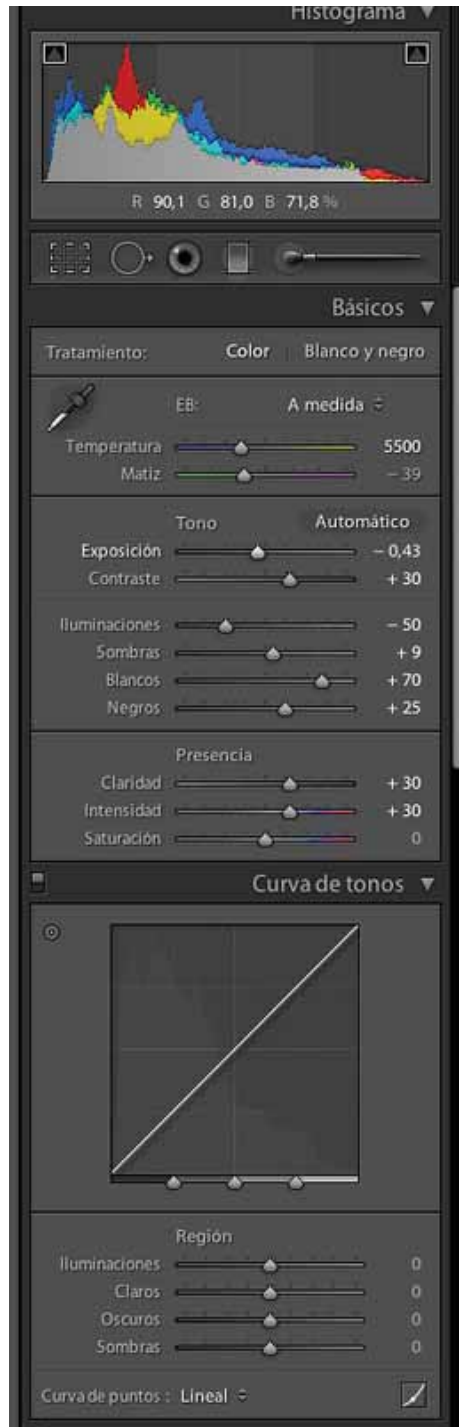 Histograma
R 90,1 G 81,0 B 71,8 %
Básicos
Tratamiento: Color Blanco y negro
EB: A medida
Temperatura 5500
Matiz - 39
Tono Automático
Exposición - 0,43
Contraste + 30
Iluminaciones - 50
Sombras + 9
Blancos + 70
Negros + 25
Presencia
Claridad + 30
Intensidad + 30
Saturación 0
Curva de tonos
Región
Iluminaciones 0
Claros 0
Oscuros 0
Sombras 0
Curva de puntos : Lineal